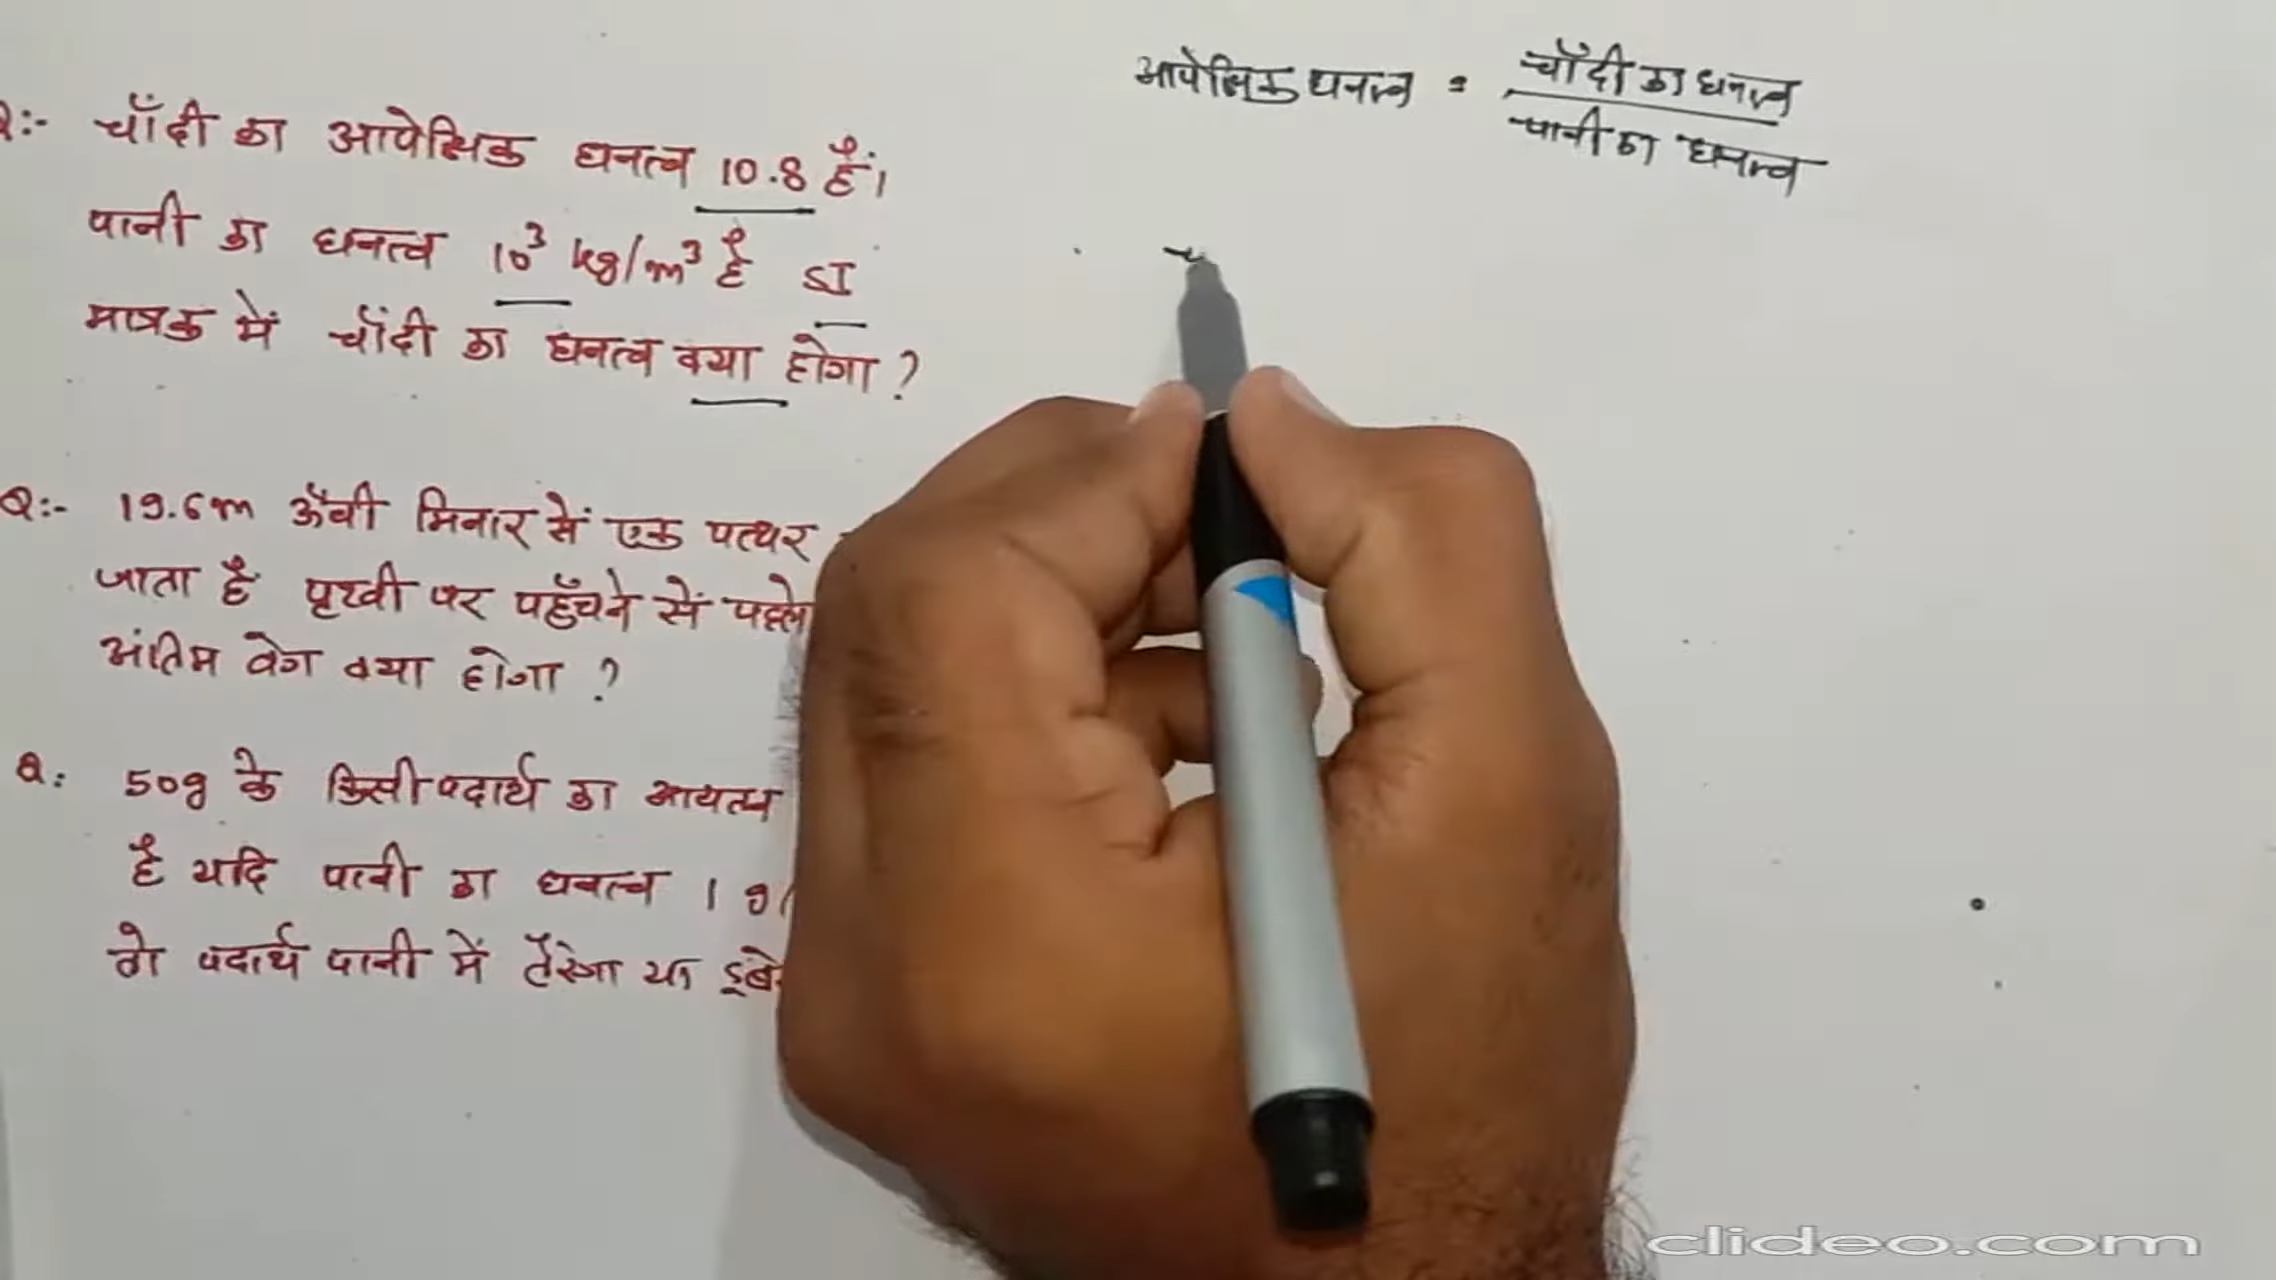 Q:- चाँदी का आपेक्षिक घनत्व 10.8 हैं।
पानी का घनत्व 10³ kg/m³ है SI
मात्रक में चाँदी का घनत्व क्या होगा ?
आपेक्षिक घनत्व = चाँदी का घनत्व
पानी का घनत्व
Q:- 19.6m ऊँची मिनार सें एक पत्थर
जाता है पृथ्वी पर पहुँचने सें पहले
अंतिम वेग क्या होगा ?
Q: 50g के किसी पदार्थ का आयतन
है यदि पानी का घनत्व 1 g/
तो पदार्थ पानी में तैरेगा या
clideo.com